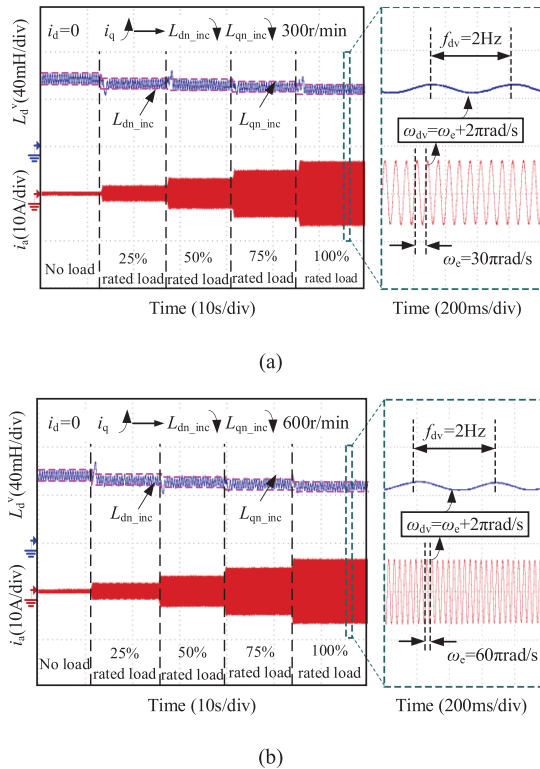 i_d=0 i_q L_dn_inc L_qn_inc 300r/min
L_d^v(40mH/div)
L_dn_inc
L_qn_inc
i_a(10A/div)
No load
25%
rated load
50%
rated load
75%
rated load
100%
rated load
Time (10s/div)
f_dv=2Hz
ω_dv=ω_e+2πrad/s
ω_e=30πrad/s
Time (200ms/div)
(a)
i_d=0 i_q L_dn_inc L_qn_inc 600r/min
L_d^v(40mH/div)
L_dn_inc
L_qn_inc
i_a(10A/div)
No load
25%
rated load
50%
rated load
75%
rated load
100%
rated load
Time (10s/div)
f_dv=2Hz
ω_dv=ω_e+2πrad/s
ω_e=60πrad/s
Time (200ms/div)
(b)